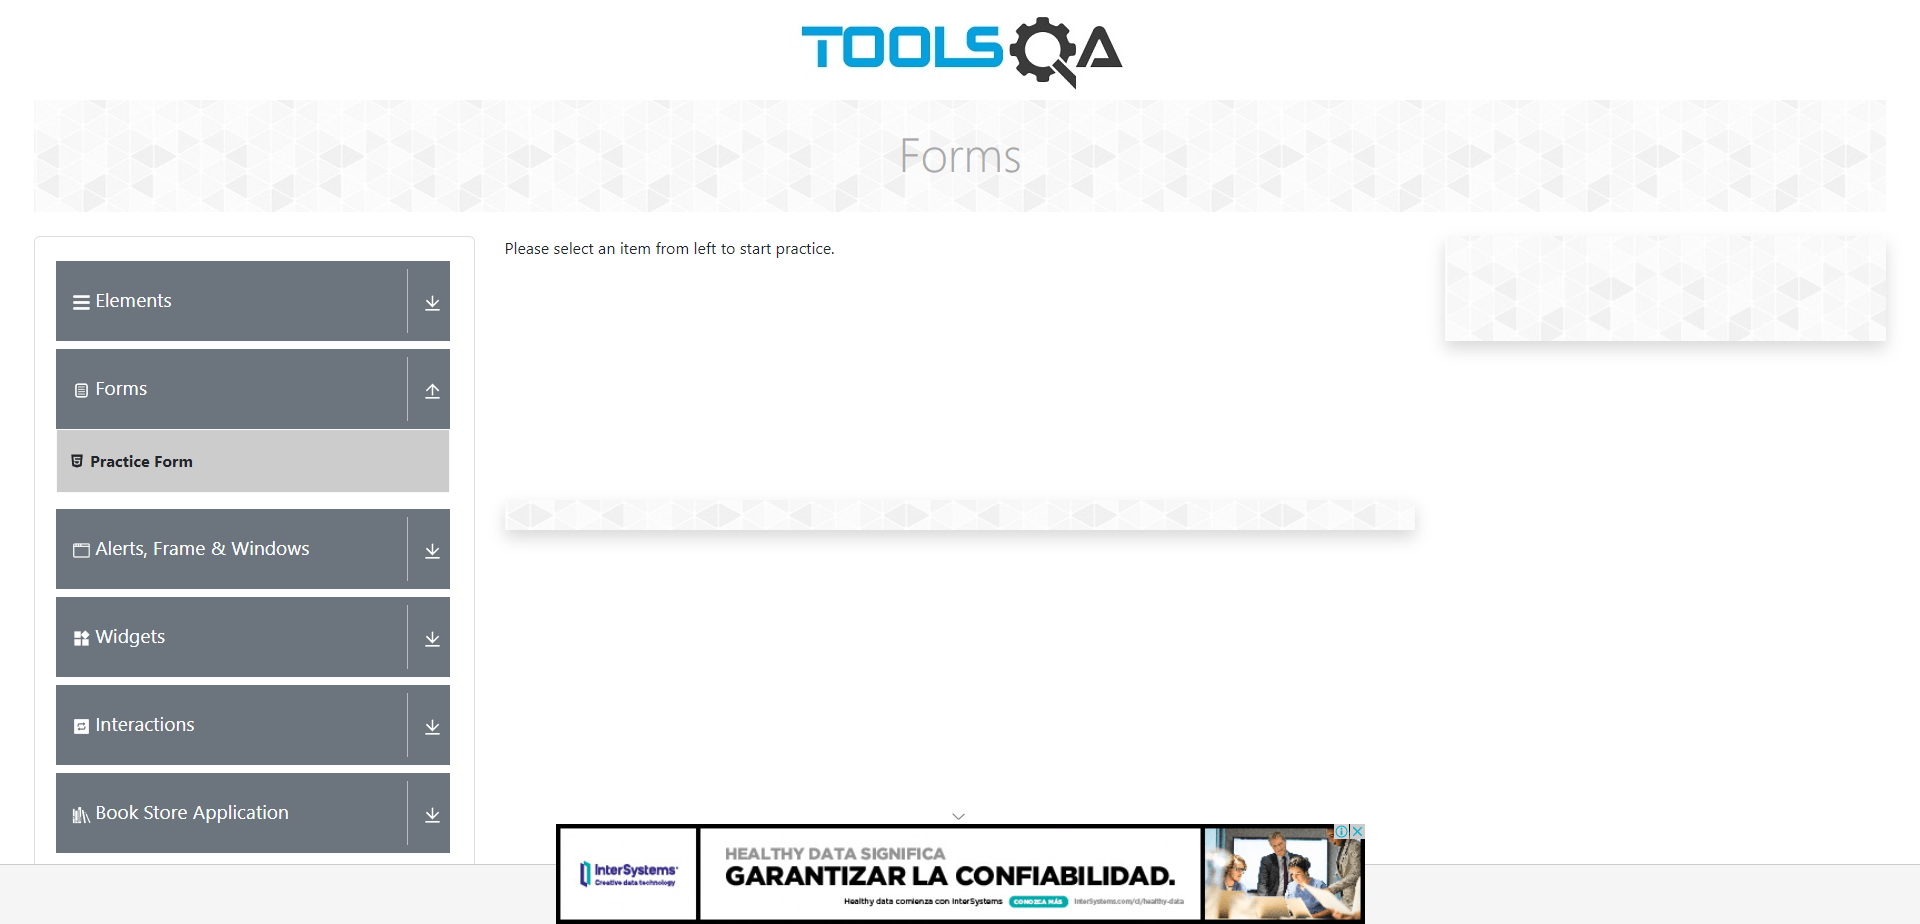 TOOLSQA
Forms
Elements
Forms
Practice Form
Alerts, Frame & Windows
Widgets
Interactions
Book Store Application
Please select an item from left to start practice.
InterSystems®
Creative data technology
HEALTHY DATA SIGNIFICA
GARANTIZAR LA CONFIABILIDAD.
Healthy data comienza con InterSystems
CONOZCA MÁS
InterSystems.com/cl/healthy-data